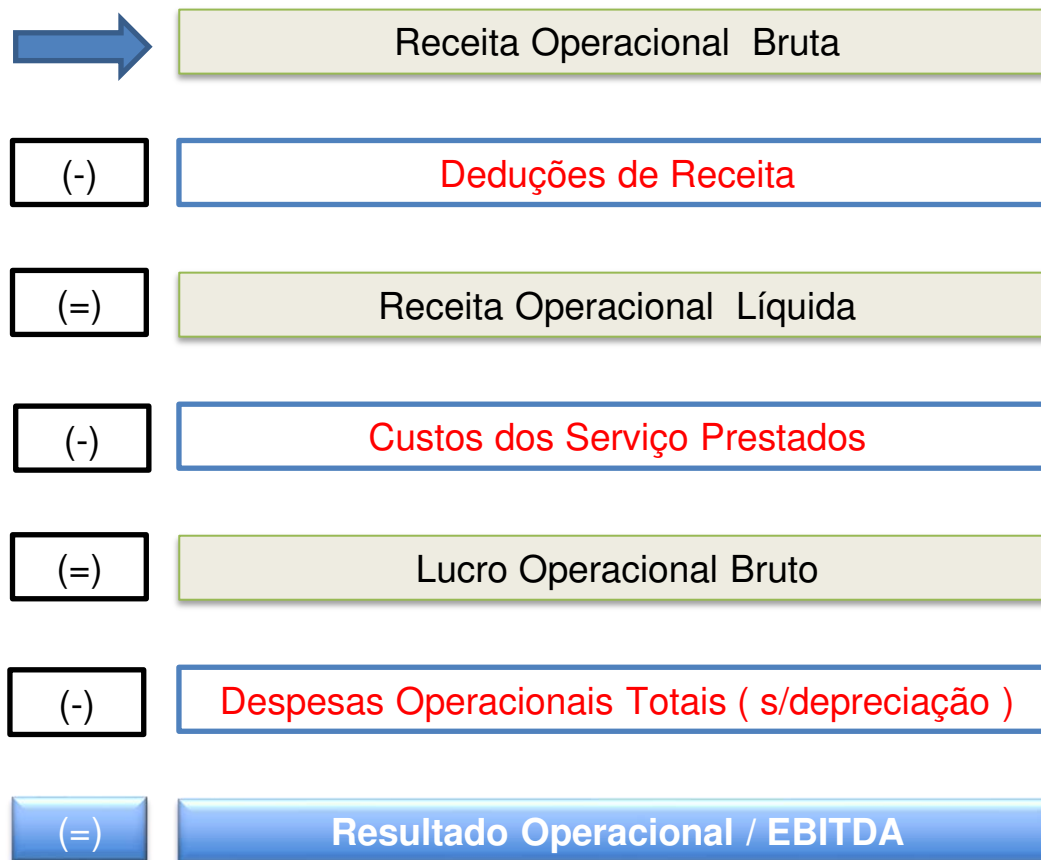 Receita Operacional Bruta
(-) Deduções de Receita
(=) Receita Operacional Líquida
(-) Custos dos Serviço Prestados
(=) Lucro Operacional Bruto
(-) Despesas Operacionais Totais ( s/depreciação )
(=) Resultado Operacional / EBITDA